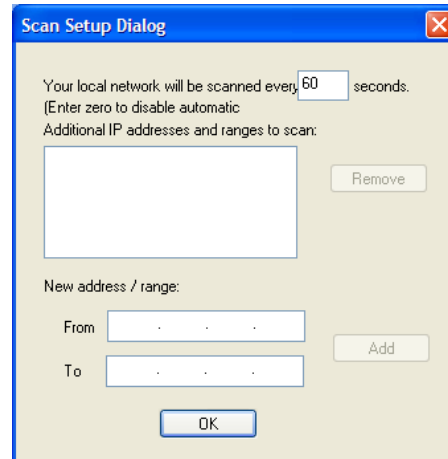 Scan Setup Dialog
Your local network will be scanned every 60 seconds.
(Enter zero to disable automatic
Additional IP addresses and ranges to scan:
Remove
New address / range:
From . . .
Add
To . . .
OK